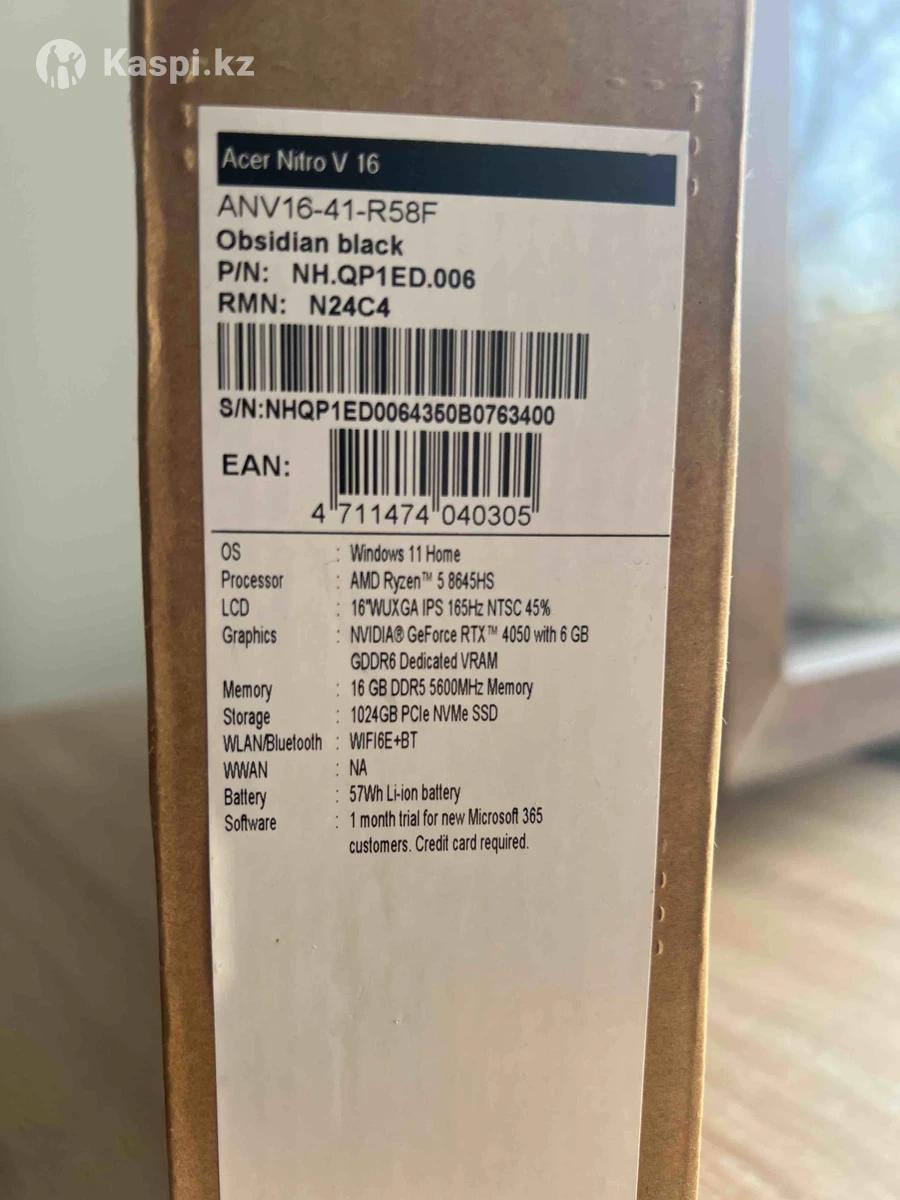 Kaspi.kz
Acer Nitro V 16
ANV16-41-R58F
Obsidian black
P/N: NH.QP1ED.006
RMN: N24C4
S/N:NHQP1ED0064350B0763400
EAN:
4 711474 040305
OS : Windows 11 Home
Processor : AMD Ryzen™ 5 8645HS
LCD : 16"WUXGA IPS 165Hz NTSC 45%
Graphics : NVIDIA® GeForce RTX™ 4050 with 6 GB
GDDR6 Dedicated VRAM
Memory : 16 GB DDR5 5600MHz Memory
Storage : 1024GB PCIe NVMe SSD
WLAN/Bluetooth : WIFI6E+BT
WWAN : NA
Battery : 57Wh Li-ion battery
Software : 1 month trial for new Microsoft 365
customers. Credit card required.